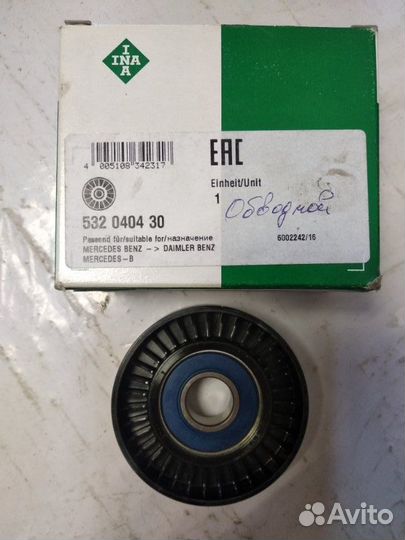 INA
INA
4 005108 342317
EAC
Einheit/Unit
1
Обводной
532 0404 30
Passend für/suitable for/назначение
6002242/16
MERCEDES BENZ -> DAIMLER BENZ
MERCEDES-B
Avito